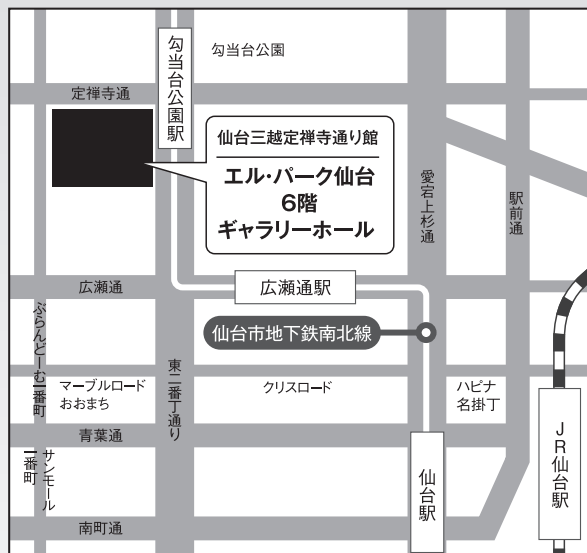 勾当台公園駅
勾当台公園
定禅寺通
仙台三越定禅寺通り館
エル・パーク仙台
6階
ギャラリーホール
愛宕上杉通
駅前通
広瀬通
広瀬通駅
仙台市地下鉄南北線
ぶらんどーむ一番町
マーブルロード
おおまち
東二番丁通り
クリスロード
ハピナ
名掛丁
青葉通
サンモール
一番町
仙台駅
JR仙台駅
南町通